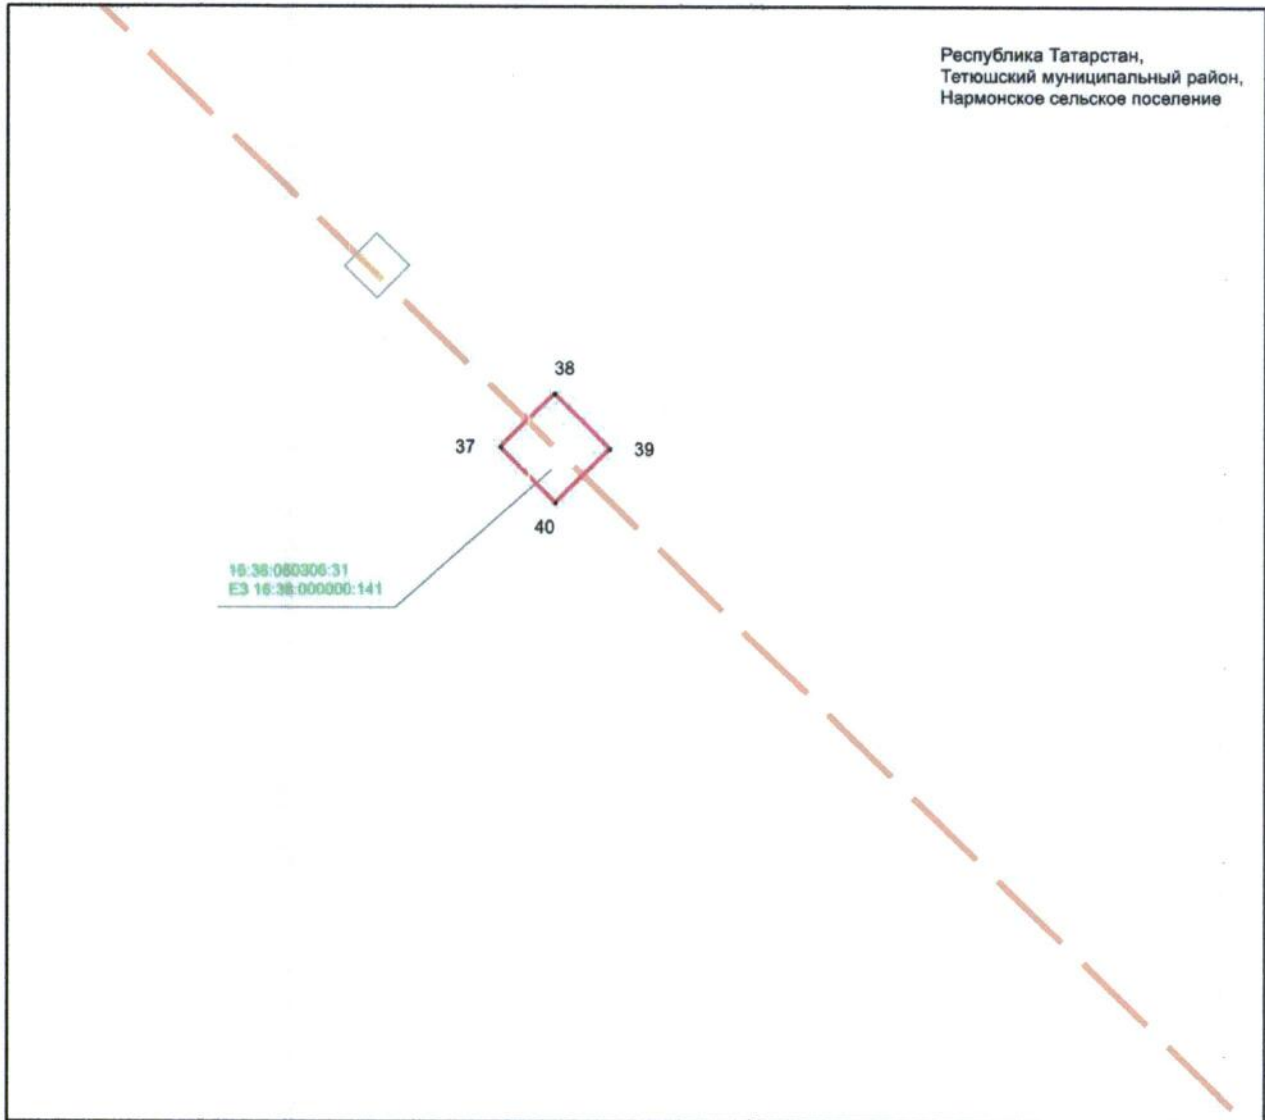 Республика Татарстан,
Тетюшский муниципальный район,
Нармонское сельское поселение
38
37
39
40
16:38:060306:31
ЕЗ 16:38:000000:141